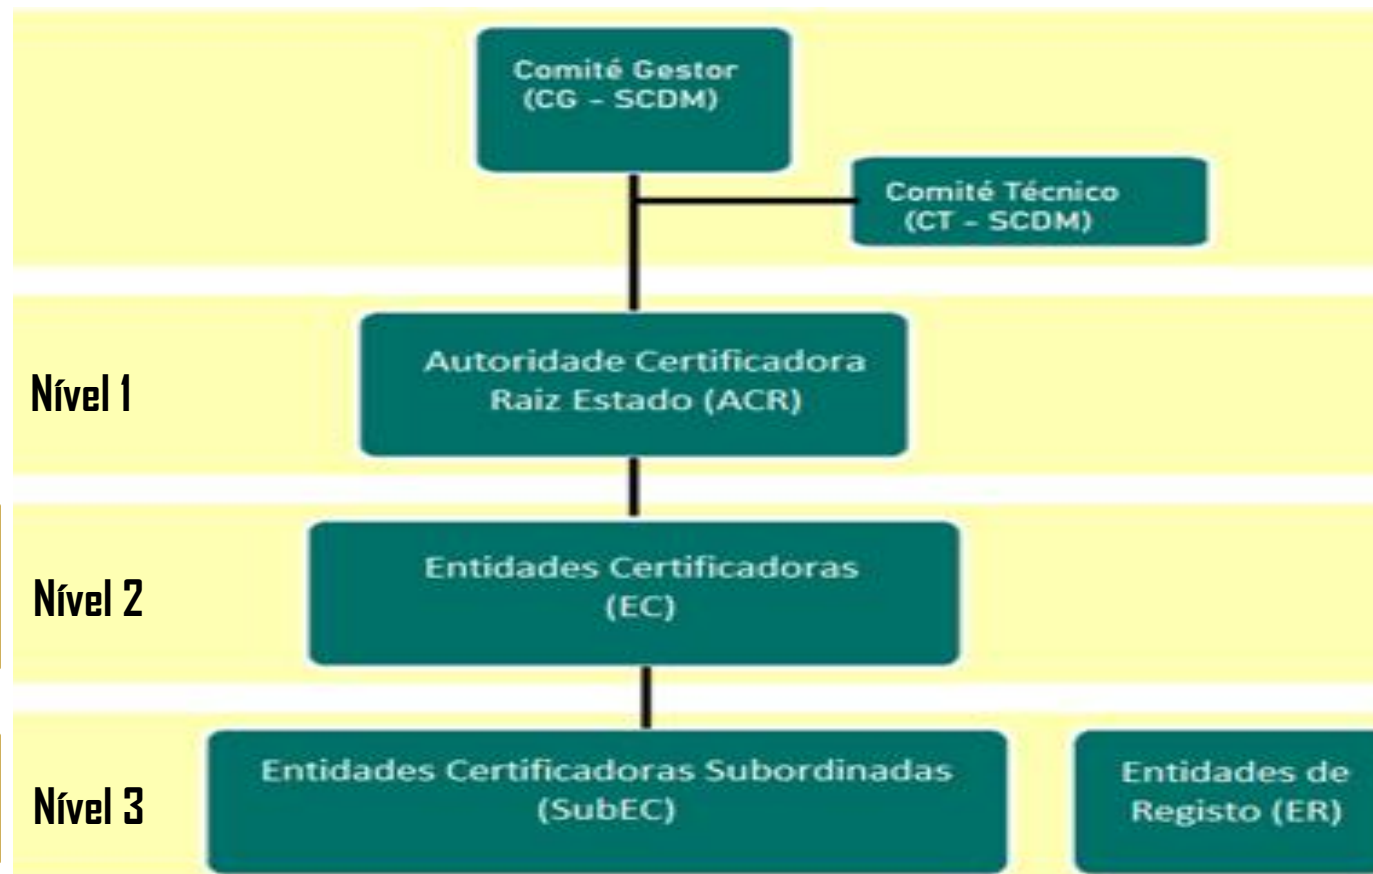 Comité Gestor
(CG - SCDM)
Comité Técnico
(CT - SCDM)
Nível 1
Autoridade Certificadora
Raiz Estado (ACR)
Nível 2
Entidades Certificadoras
(EC)
Nível 3
Entidades Certificadoras Subordinadas
(SubEC)
Entidades de
Registo (ER)